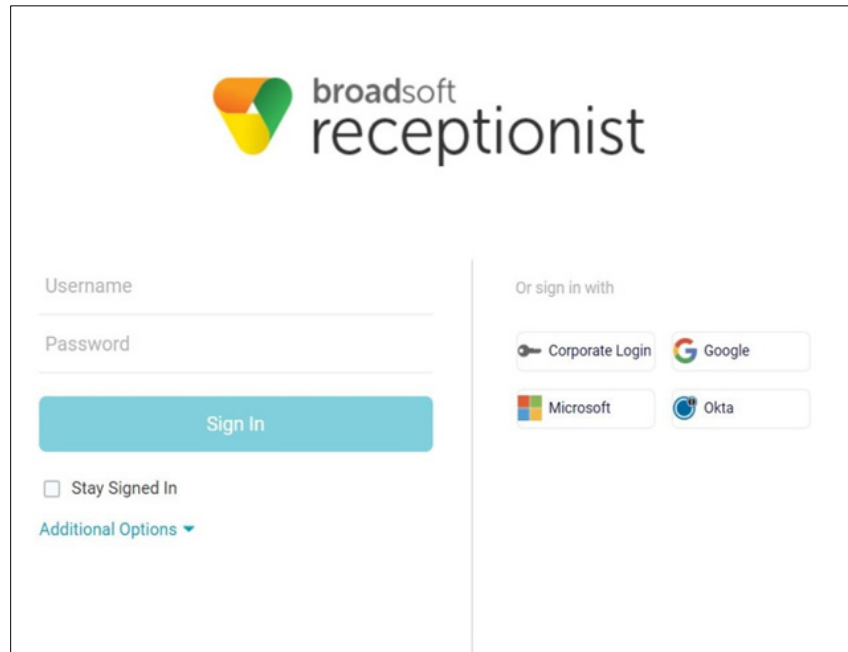 broadsoft
receptionist
Username
Password
Sign In
Stay Signed In
Additional Options
Or sign in with
Corporate Login
Google
Microsoft
Okta